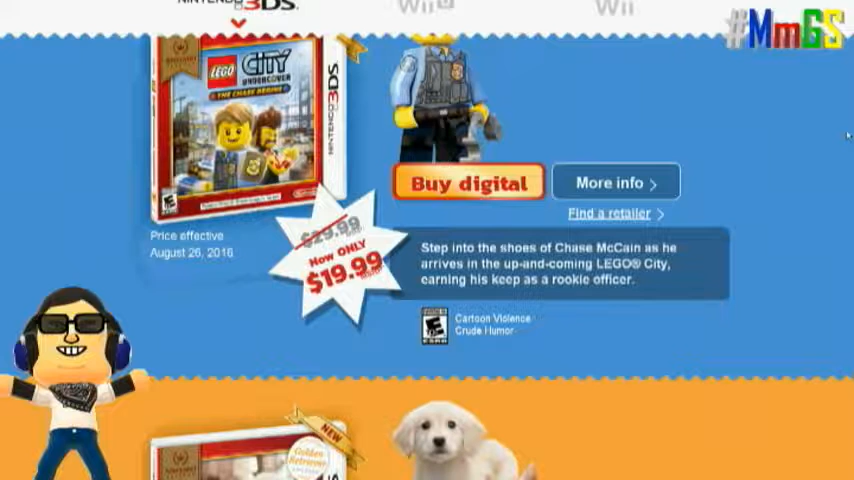 NINTENDO 3DS
Wii U
Wii
#MmGS
LEGO CITY
UNDERCOVER
THE CHASE BEGINS
NINTENDO 3DS
E
Buy digital
More info >
Find a retailer >
Price effective
August 26, 2016
$29.99
Now ONLY
$19.99
Step into the shoes of Chase McCain as he
arrives in the up-and-coming LEGO® City,
earning his keep as a rookie officer.
E
Cartoon Violence
Crude Humor
NEW
Golden
Retriever